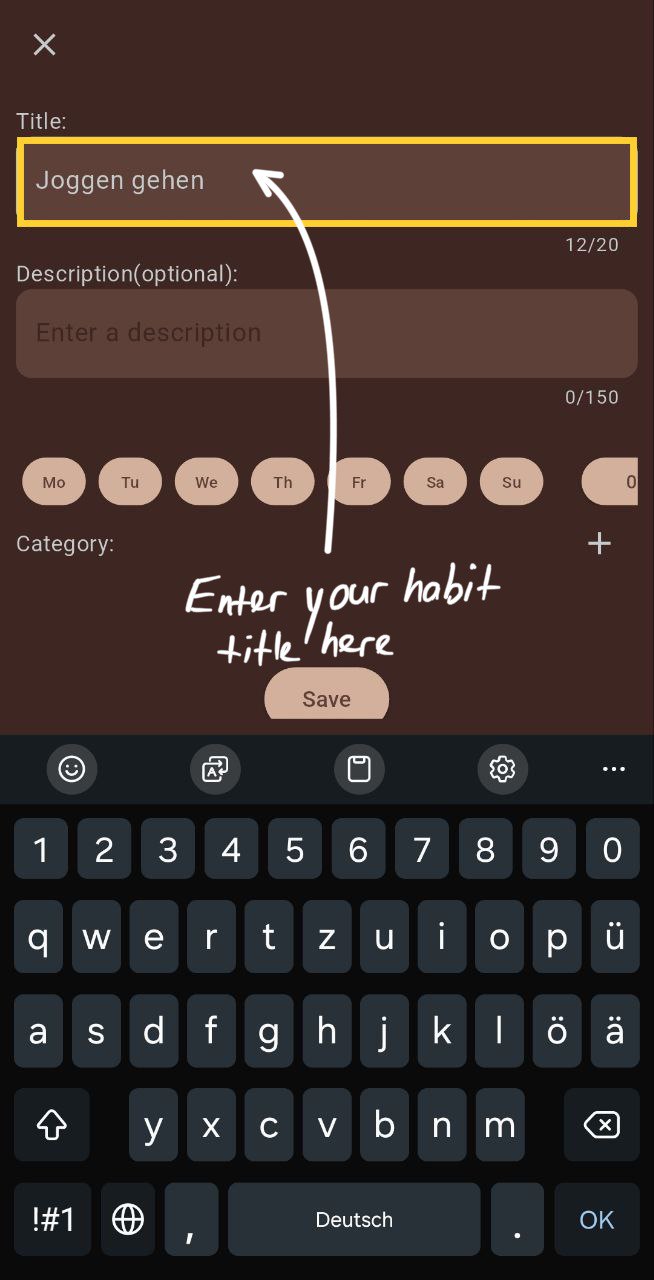 Title:
Joggen gehen
12/20
Description(optional):
Enter a description
0/150
Mo Tu We Th Fr Sa Su 0
Category: +
Enter your habit
title here
Save
1 2 3 4 5 6 7 8 9 0
q w e r t z u i o p ü
a s d f g h j k l ö ä
y x c v b n m
!#1 , Deutsch . OK